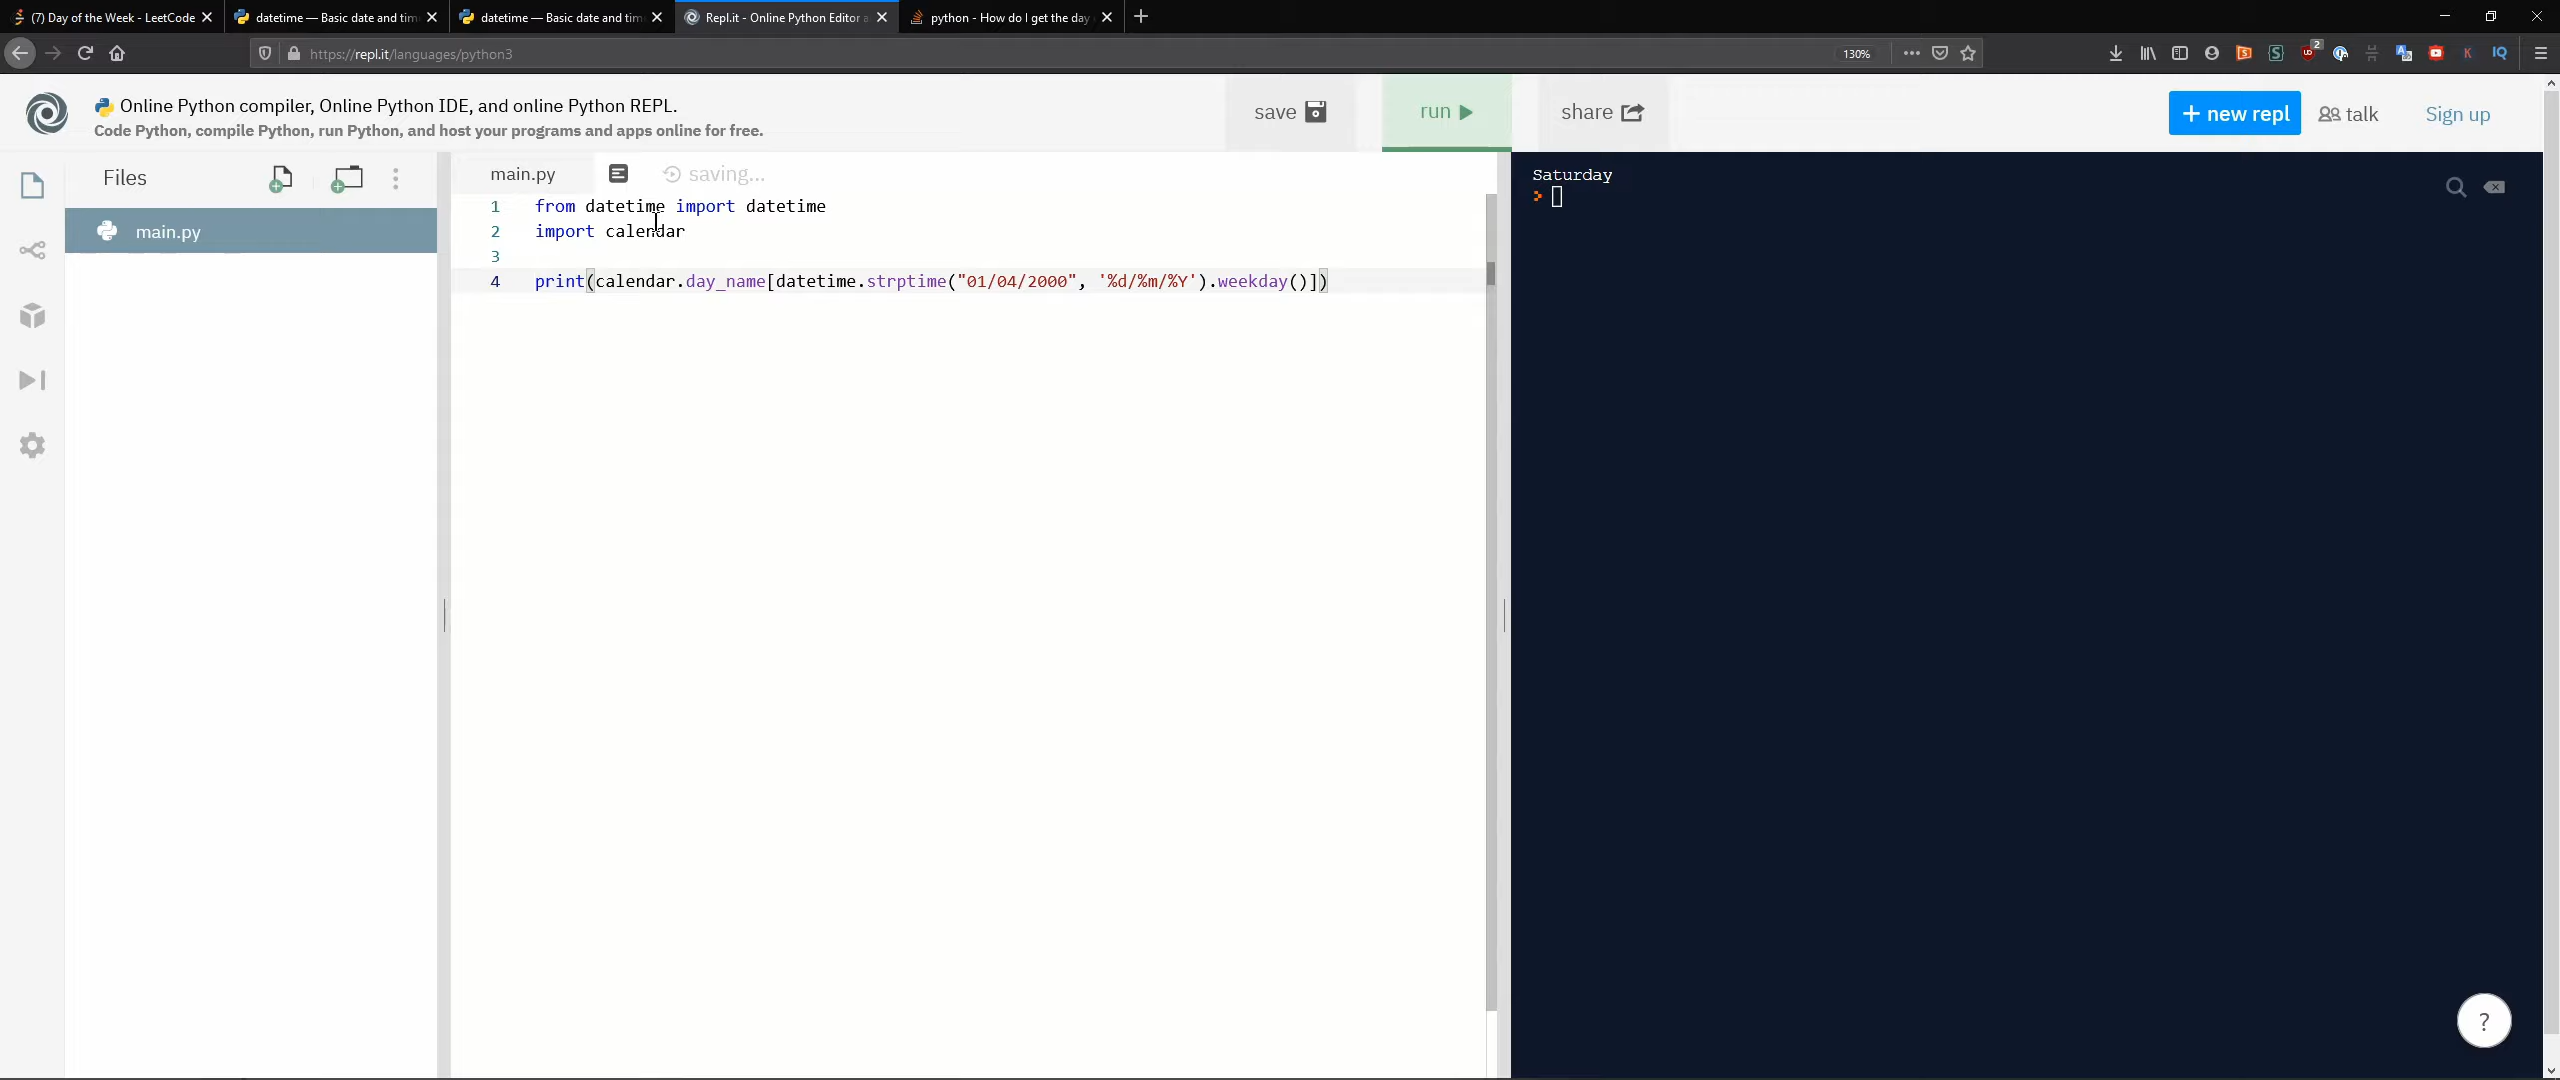 (7) Day of the Week - LeetCode
datetime — Basic date and tim
datetime — Basic date and tim
Repl.it - Online Python Editor a
python - How do I get the day
https://repl.it/languages/python3
130%
2
IQ
Online Python compiler, Online Python IDE, and online Python REPL.
Code Python, compile Python, run Python, and host your programs and apps online for free.
save
run
share
+ new repl
talk
Sign up
Files
main.py
saving...
main.py
1 from datetime import datetime
2 import calendar
3
4 print(calendar.day_name[datetime.strptime("01/04/2000", '%d/%m/%Y').weekday()])
Saturday
>
?